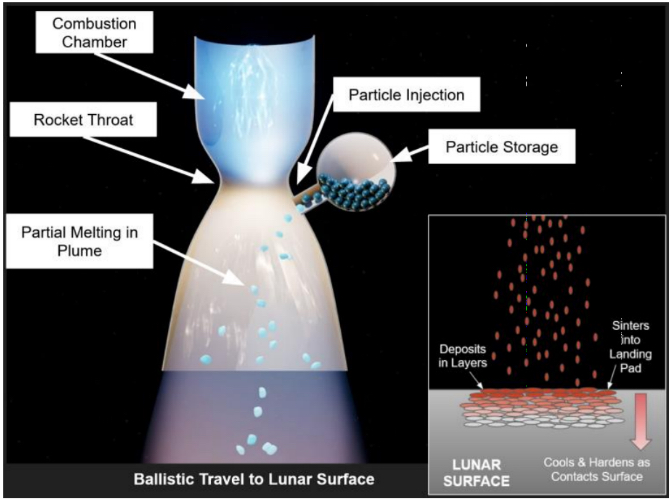 Combustion
Chamber
Particle Injection
Rocket Throat
Particle Storage
Partial Melting in
Plume
Deposits
in Layers
Sinters
into
Landing
Pad
LUNAR
SURFACE
Cools & Hardens as
Contacts Surface
Ballistic Travel to Lunar Surface